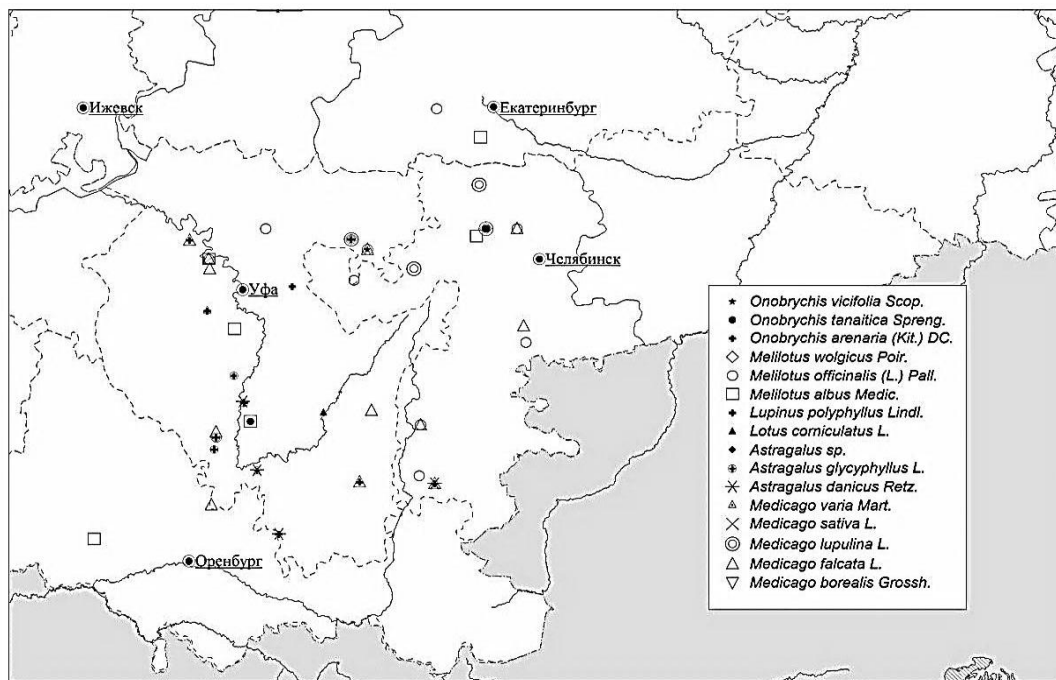 Ижевск
Екатеринбург
Челябинск
Уфа
Onobrychis vicifolia Scop.
Onobrychis tanaitica Spreng.
Onobrychis arenaria (Kit.) DC.
Melilotus wolgicus Poir.
Melilotus officinalis (L.) Pall.
Melilotus albus Medic.
Lupinus polyphyllus Lindl.
Lotus corniculatus L.
Astragalus sp.
Astragalus glycyphyllus L.
Astragalus danicus Retz.
Medicago varia Mart.
Medicago sativa L.
Medicago lupulina L.
Medicago falcata L.
Medicago borealis Grossh.
Оренбург